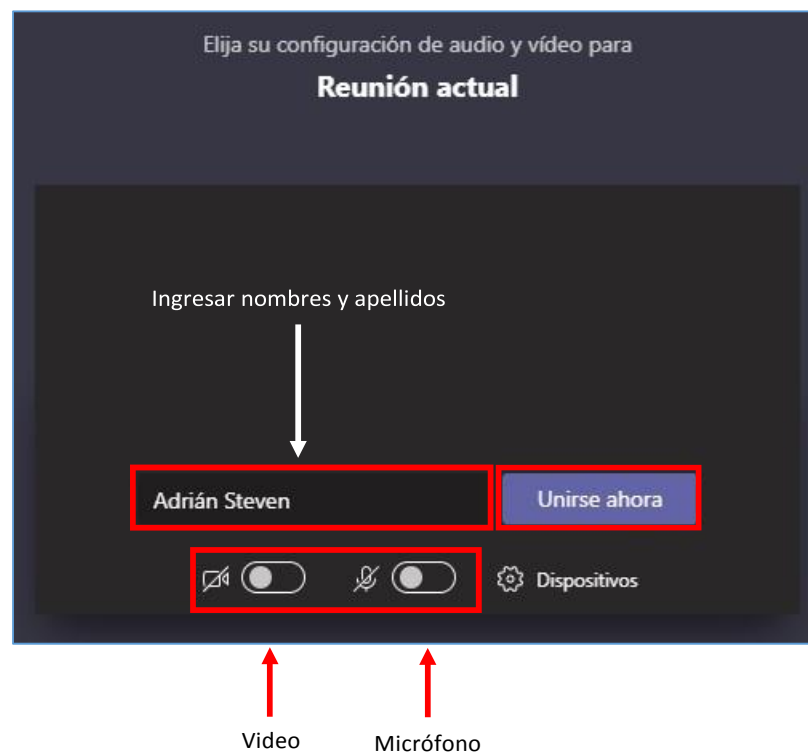 Elija su configuración de audio y vídeo para
Reunión actual
Ingresar nombres y apellidos
Adrián Steven
Unirse ahora
Dispositivos
Video
Micrófono